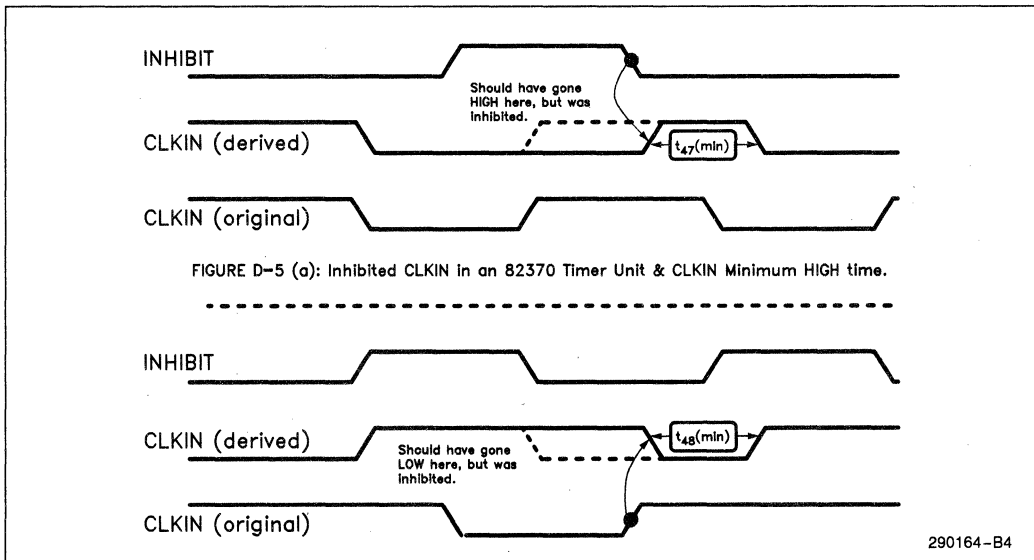 INHIBIT
Should have gone
HIGH here, but was
inhibited.
CLKIN (derived)
t47(min)
CLKIN (original)
FIGURE D-5 (a): Inhibited CLKIN in an 82370 Timer Unit & CLKIN Minimum HIGH time.
INHIBIT
CLKIN (derived)
t48(min)
Should have gone
LOW here, but was
inhibited.
CLKIN (original)
290164-B4